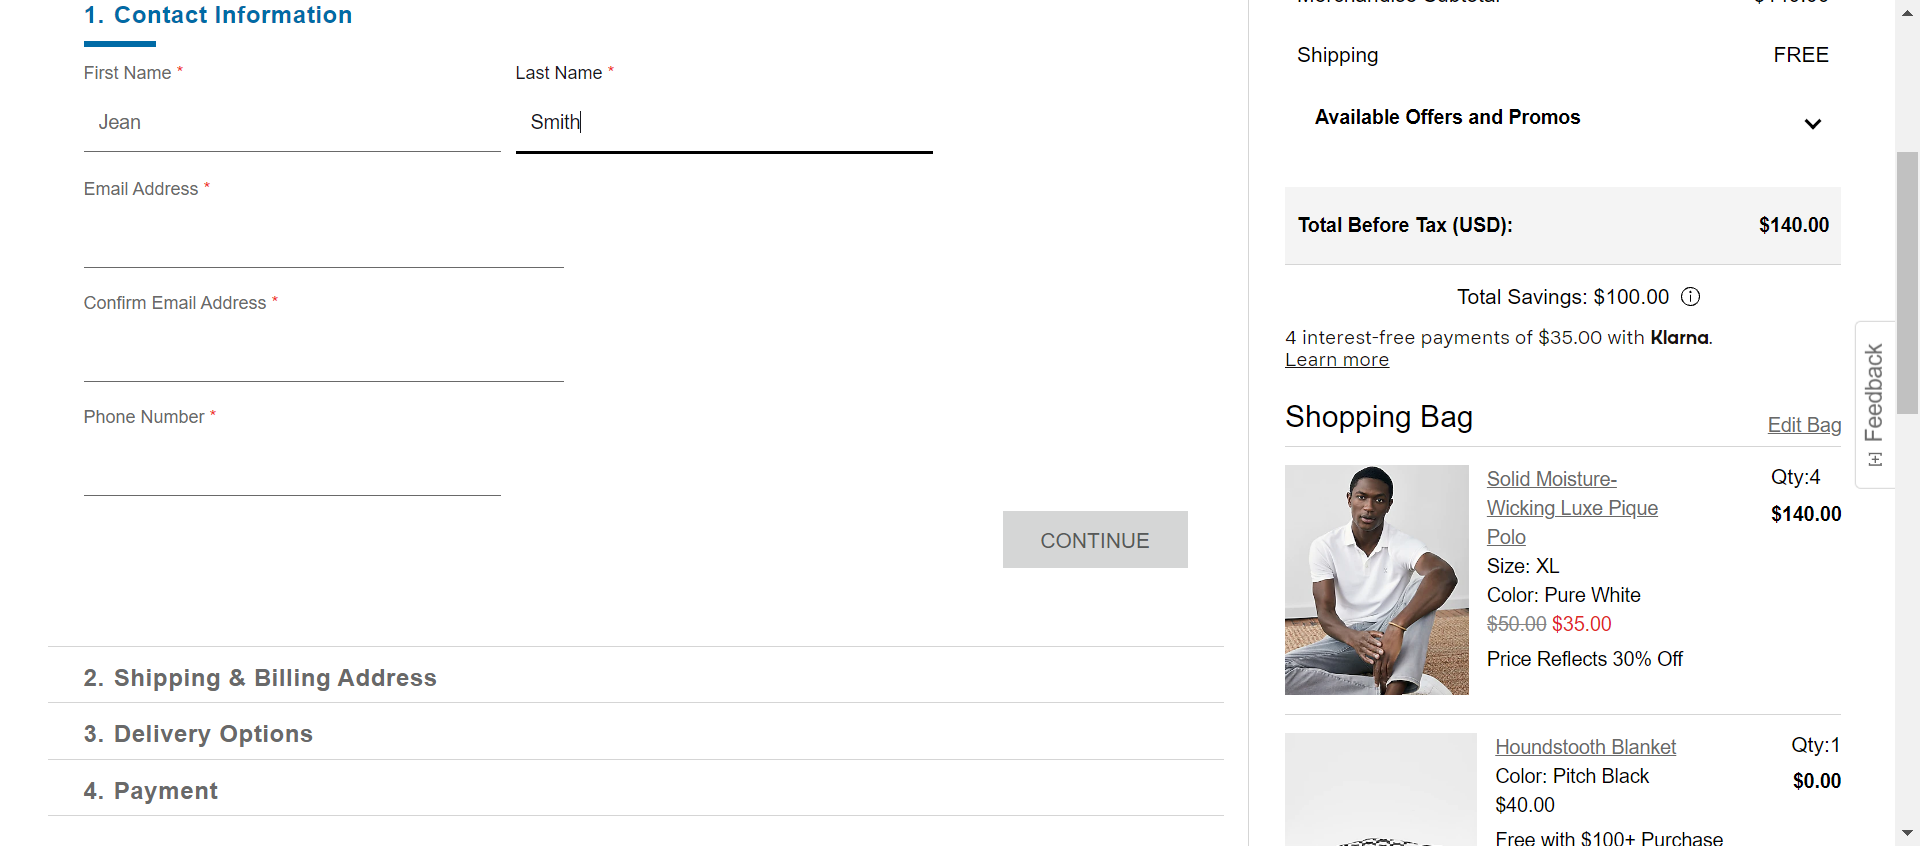 1. Contact Information
First Name *
Last Name *
Jean
Smith
Email Address *
Confirm Email Address *
Phone Number *
CONTINUE
2. Shipping & Billing Address
3. Delivery Options
4. Payment
Merchandise Subtotal $140.00
Shipping FREE
Available Offers and Promos
Total Before Tax (USD): $140.00
Total Savings: $100.00
4 interest-free payments of $35.00 with Klarna.
Learn more
Shopping Bag
Edit Bag
Solid Moisture-
Wicking Luxe Pique
Polo
Size: XL
Color: Pure White
$50.00 $35.00
Price Reflects 30% Off
Qty:4
$140.00
Houndstooth Blanket
Color: Pitch Black
$40.00
Free with $100+ Purchase
Qty:1
$0.00
[+] Feedback